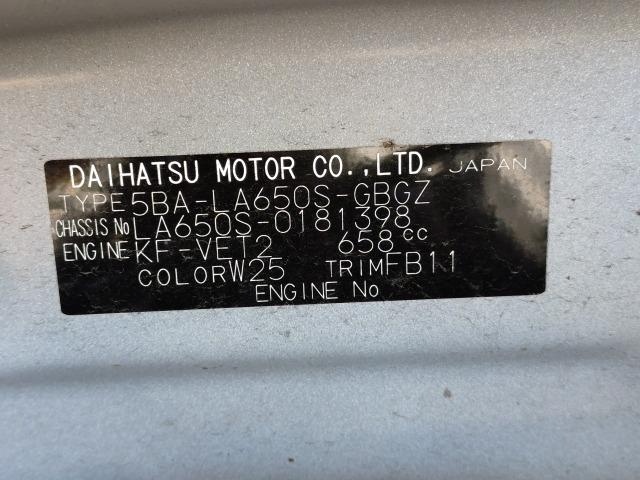 DAIHATSU MOTOR CO.,LTD. JAPAN
TYPE 5BA-LA650S-GBGZ
CHASSIS No LA650S-0181398
ENGINE KF-VET2 658cc
COLOR W25 TRIM FB11
ENGINE No